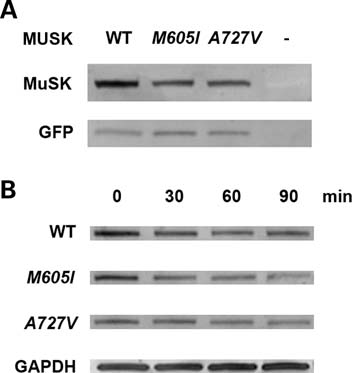 A
MUSK WT M605I A727V -
MuSK
GFP
B
0 30 60 90 min
WT
M605I
A727V
GAPDH